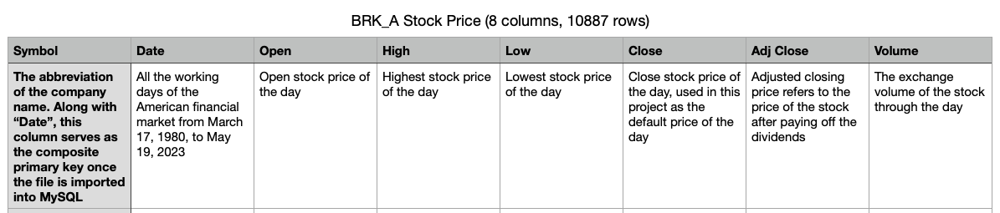 BRK_A Stock Price (8 columns, 10887 rows)
Symbol Date Open High Low Close Adj Close Volume
The abbreviation
of the company
name. Along with
“Date”, this
column serves as
the composite
primary key once
the file is imported
into MySQL
All the working
days of the
American financial
market from March
17, 1980, to May
19, 2023
Open stock price of
the day
Highest stock price
of the day
Lowest stock price
of the day
Close stock price of
the day, used in this
project as the
default price of the
day
Adjusted closing
price refers to the
price of the stock
after paying off the
dividends
The exchange
volume of the stock
through the day